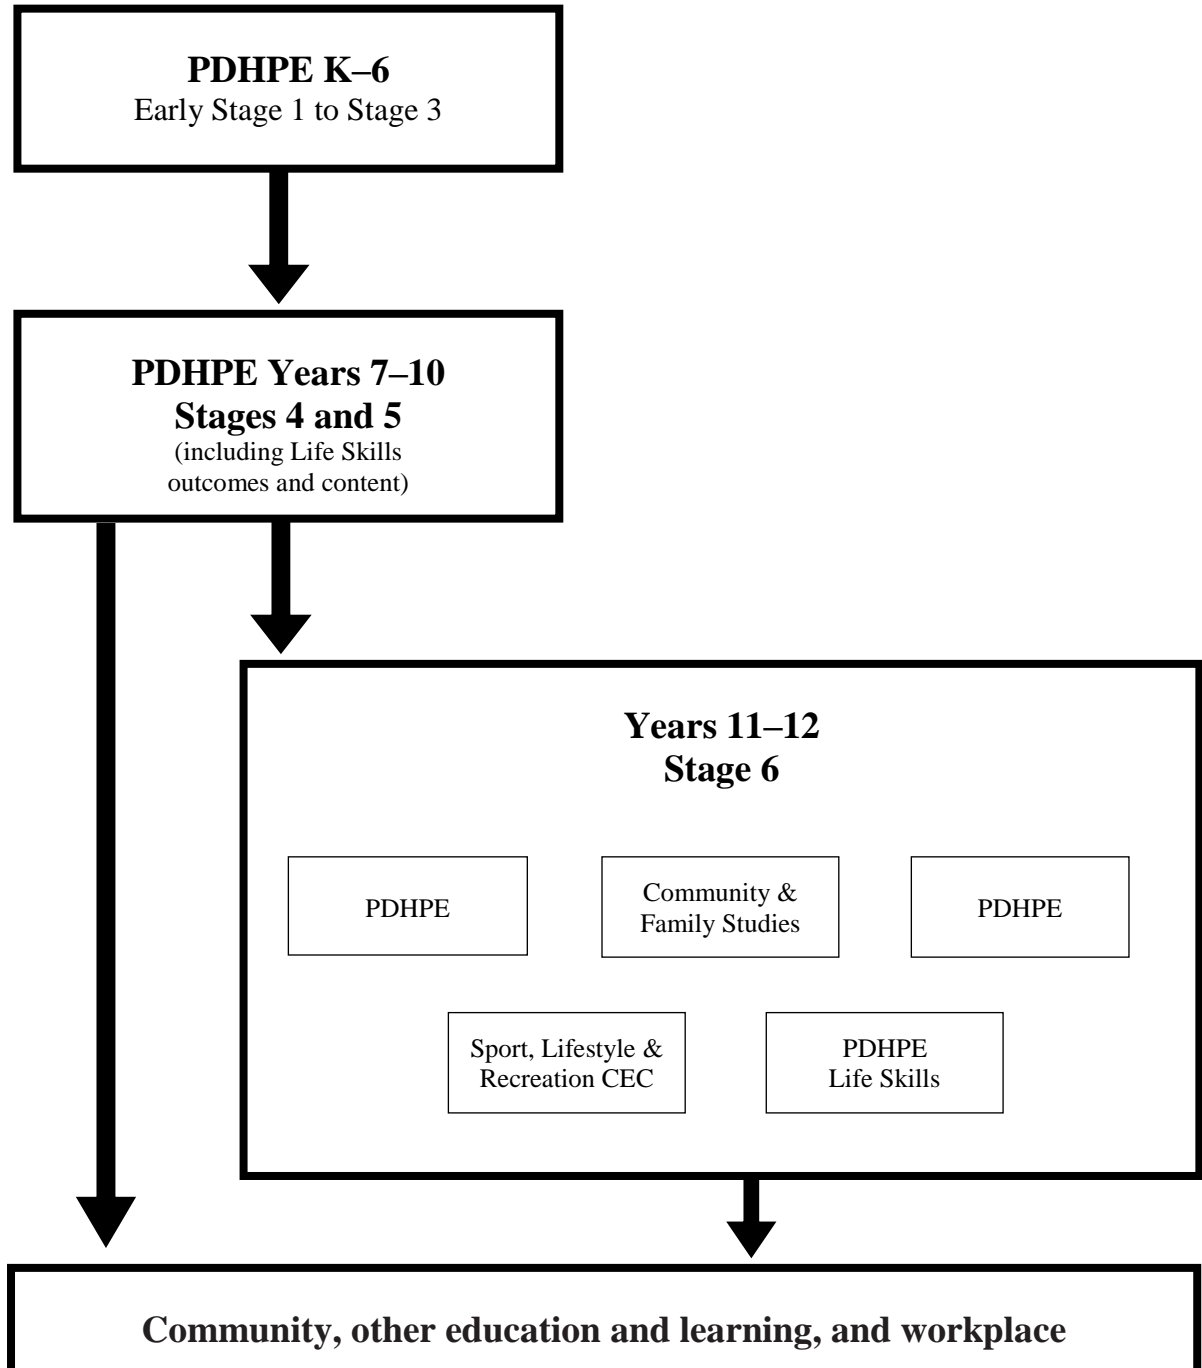 PDHPE K–6
Early Stage 1 to Stage 3
PDHPE Years 7–10
Stages 4 and 5
(including Life Skills
outcomes and content)
Years 11–12
Stage 6
PDHPE
Community &
Family Studies
PDHPE
Sport, Lifestyle &
Recreation CEC
PDHPE
Life Skills
Community, other education and learning, and workplace